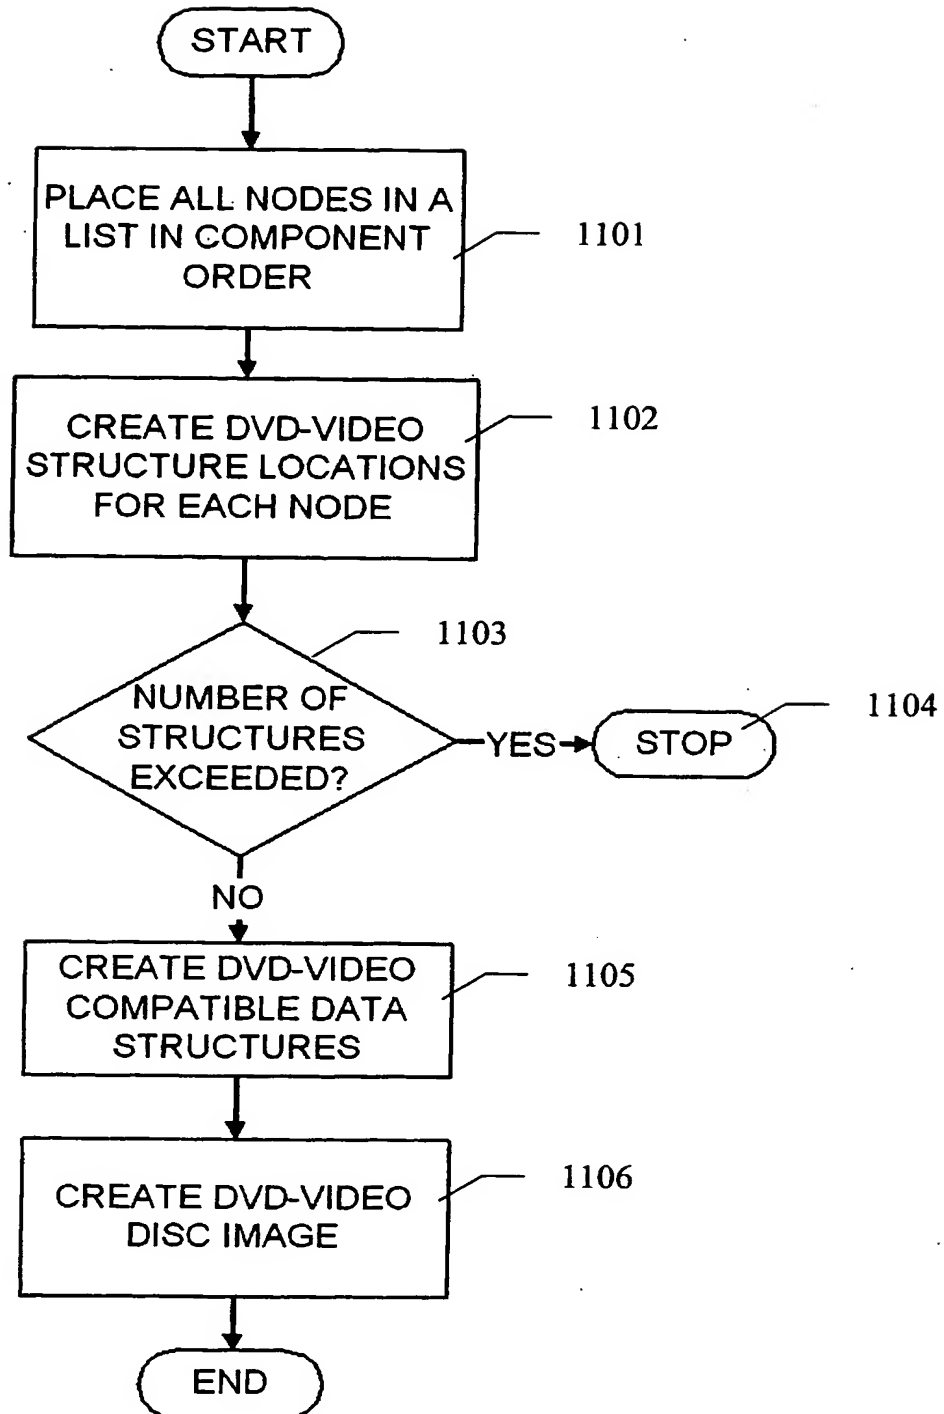 START
PLACE ALL NODES IN A
LIST IN COMPONENT
ORDER
1101
CREATE DVD-VIDEO
STRUCTURE LOCATIONS
FOR EACH NODE
1102
1103
NUMBER OF
STRUCTURES
EXCEEDED?
YES
STOP
1104
NO
CREATE DVD-VIDEO
COMPATIBLE DATA
STRUCTURES
1105
CREATE DVD-VIDEO
DISC IMAGE
1106
END